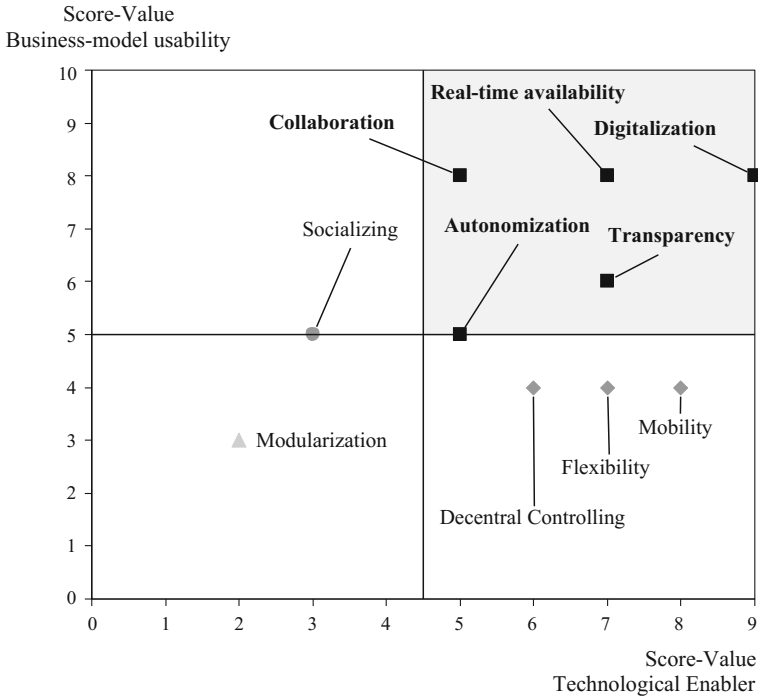 Score-Value
Business-model usability
10
9
8
7
6
5
4
3
2
1
0
Real-time availability
Collaboration
Digitalization
Socializing
Autonomization
Transparency
Modularization
Mobility
Flexibility
Decentral Controlling
0 1 2 3 4 5 6 7 8 9
Score-Value
Technological Enabler